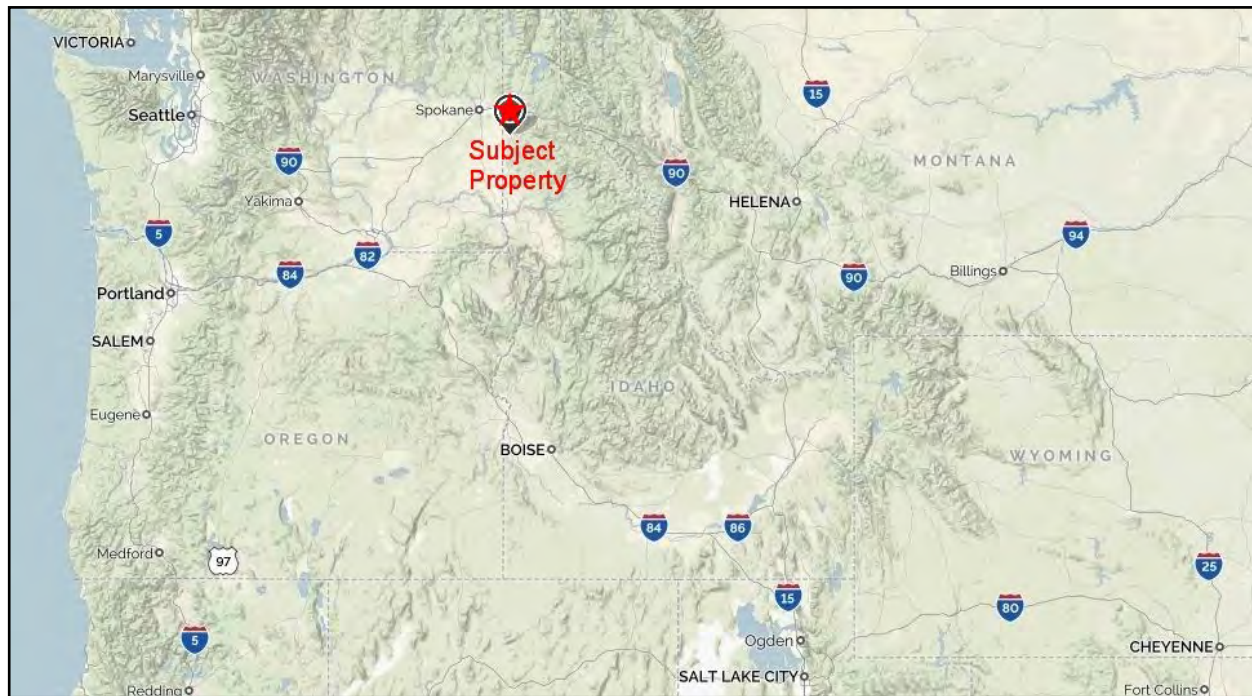 VICTORIA
Marysville
WASHINGTON
15
Seattle
Spokane
Subject
Property
90
90
MONTANA
Yakima
HELENA
5
82
84
94
Billings
90
Portland
SALEM
IDAHO
Eugene
OREGON
BOISE
WYOMING
84
86
Medford
97
25
15
80
5
Ogden
CHEYENNE
SALT LAKE CITY
Redding
Fort Collins